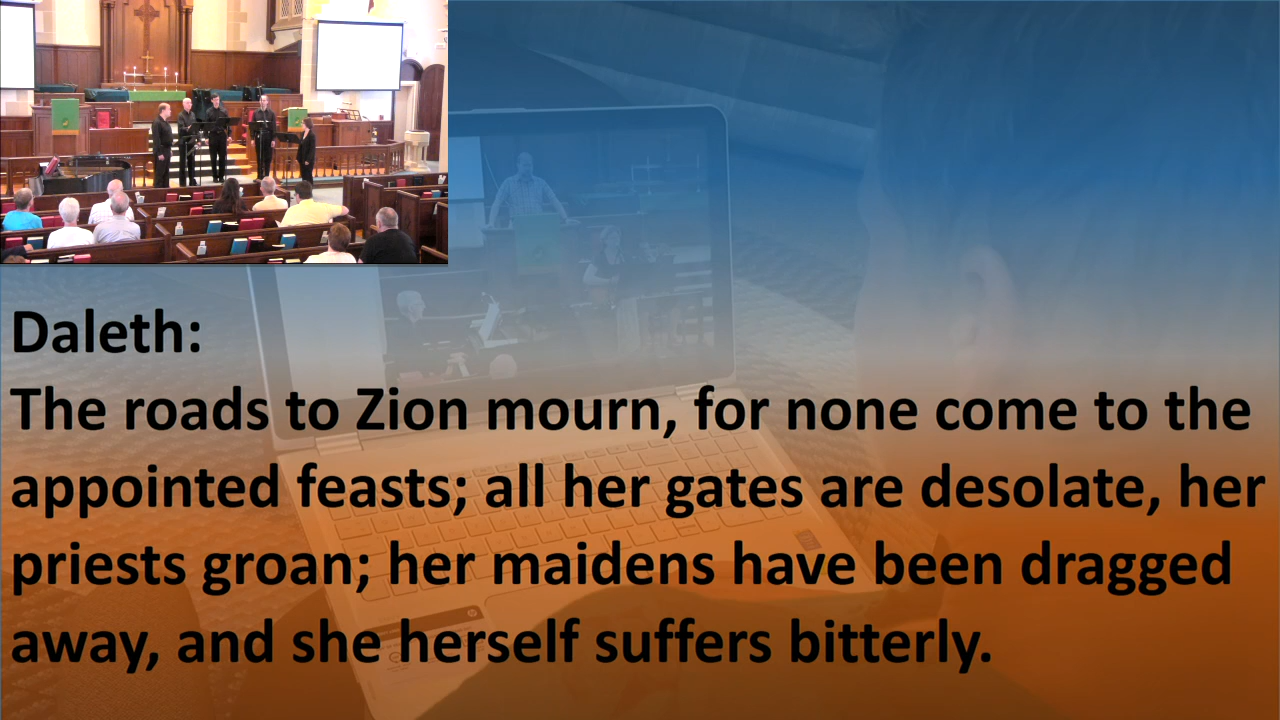 Daleth:
The roads to Zion mourn, for none come to the
appointed feasts; all her gates are desolate, her
priests groan; her maidens have been dragged
away, and she herself suffers bitterly.